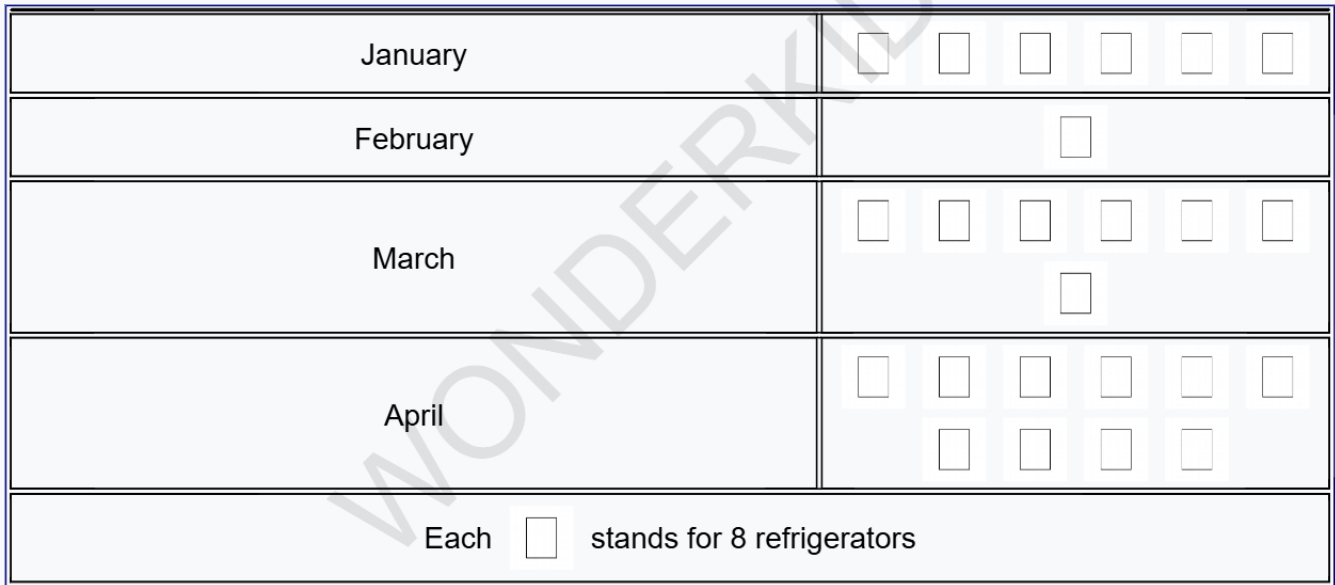 January
February
March
April
Each stands for 8 refrigerators
WONDERKID